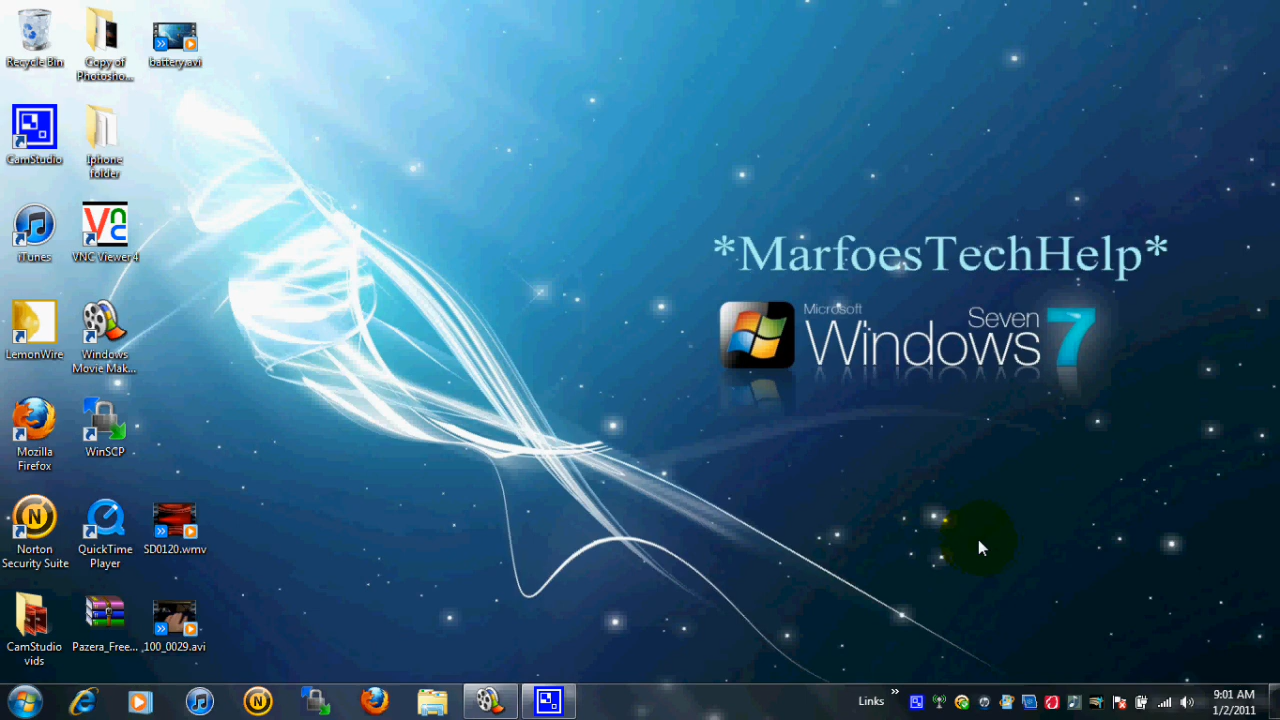 Recycle Bin
Copy of
Photosho...
battery.avi
CamStudio
Iphone
folder
iTunes
VNC Viewer 4
LemonWire
Windows
Movie Mak...
Mozilla
Firefox
WinSCP
Norton
Security Suite
QuickTime
Player
SD0120.wmv
CamStudio
vids
Pazera_Free...
100_0029.avi
*MarfoesTechHelp*
Microsoft
Windows Seven 7
Links
9:01 AM
1/2/2011